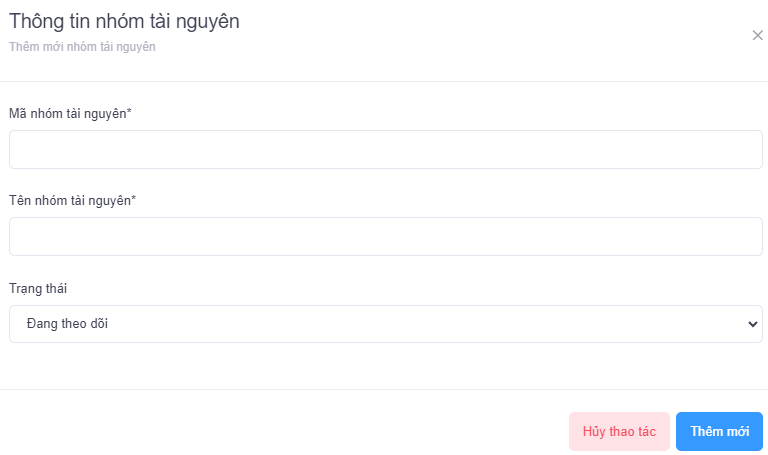 Thông tin nhóm tài nguyên
Thêm mới nhóm tài nguyên
Mã nhóm tài nguyên*
Tên nhóm tài nguyên*
Trạng thái
Đang theo dõi
Hủy thao tác
Thêm mới